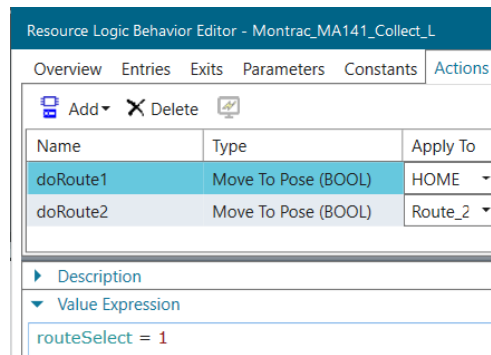 Resource Logic Behavior Editor - Montrac_MA141_Collect_L
Overview Entries Exits Parameters Constants Actions
Add Delete
Name Type Apply To
doRoute1 Move To Pose (BOOL) HOME
doRoute2 Move To Pose (BOOL) Route_2
Description
Value Expression
routeSelect = 1